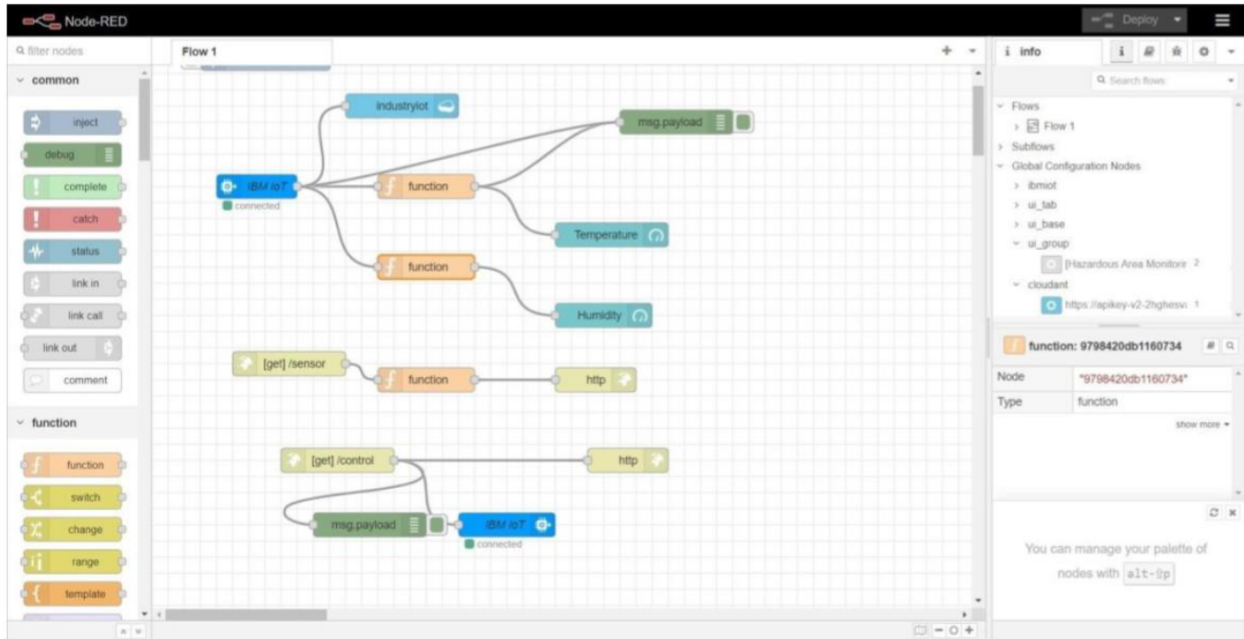 Node-RED
Deploy
filter nodes
Flow 1
info
i
common
Search flows
inject
debug
complete
catch
status
link in
link call
link out
comment
function
function
switch
change
range
template
industryiot
msg.payload
IBM IoT
connected
function
Temperature
function
Humidity
[get] /sensor
function
http
[get] /control
http
msg.payload
IBM IoT
connected
Flows
Flow 1
Subflows
Global Configuration Nodes
ibmiot
ui_tab
ui_base
ui_group
[Hazardous Area Monitorir 2
cloudant
https://apikey-v2-2hghesv 1
function: 9798420db1160734
Node "9798420db1160734"
Type function
show more
You can manage your palette of
nodes with alt-⇧p